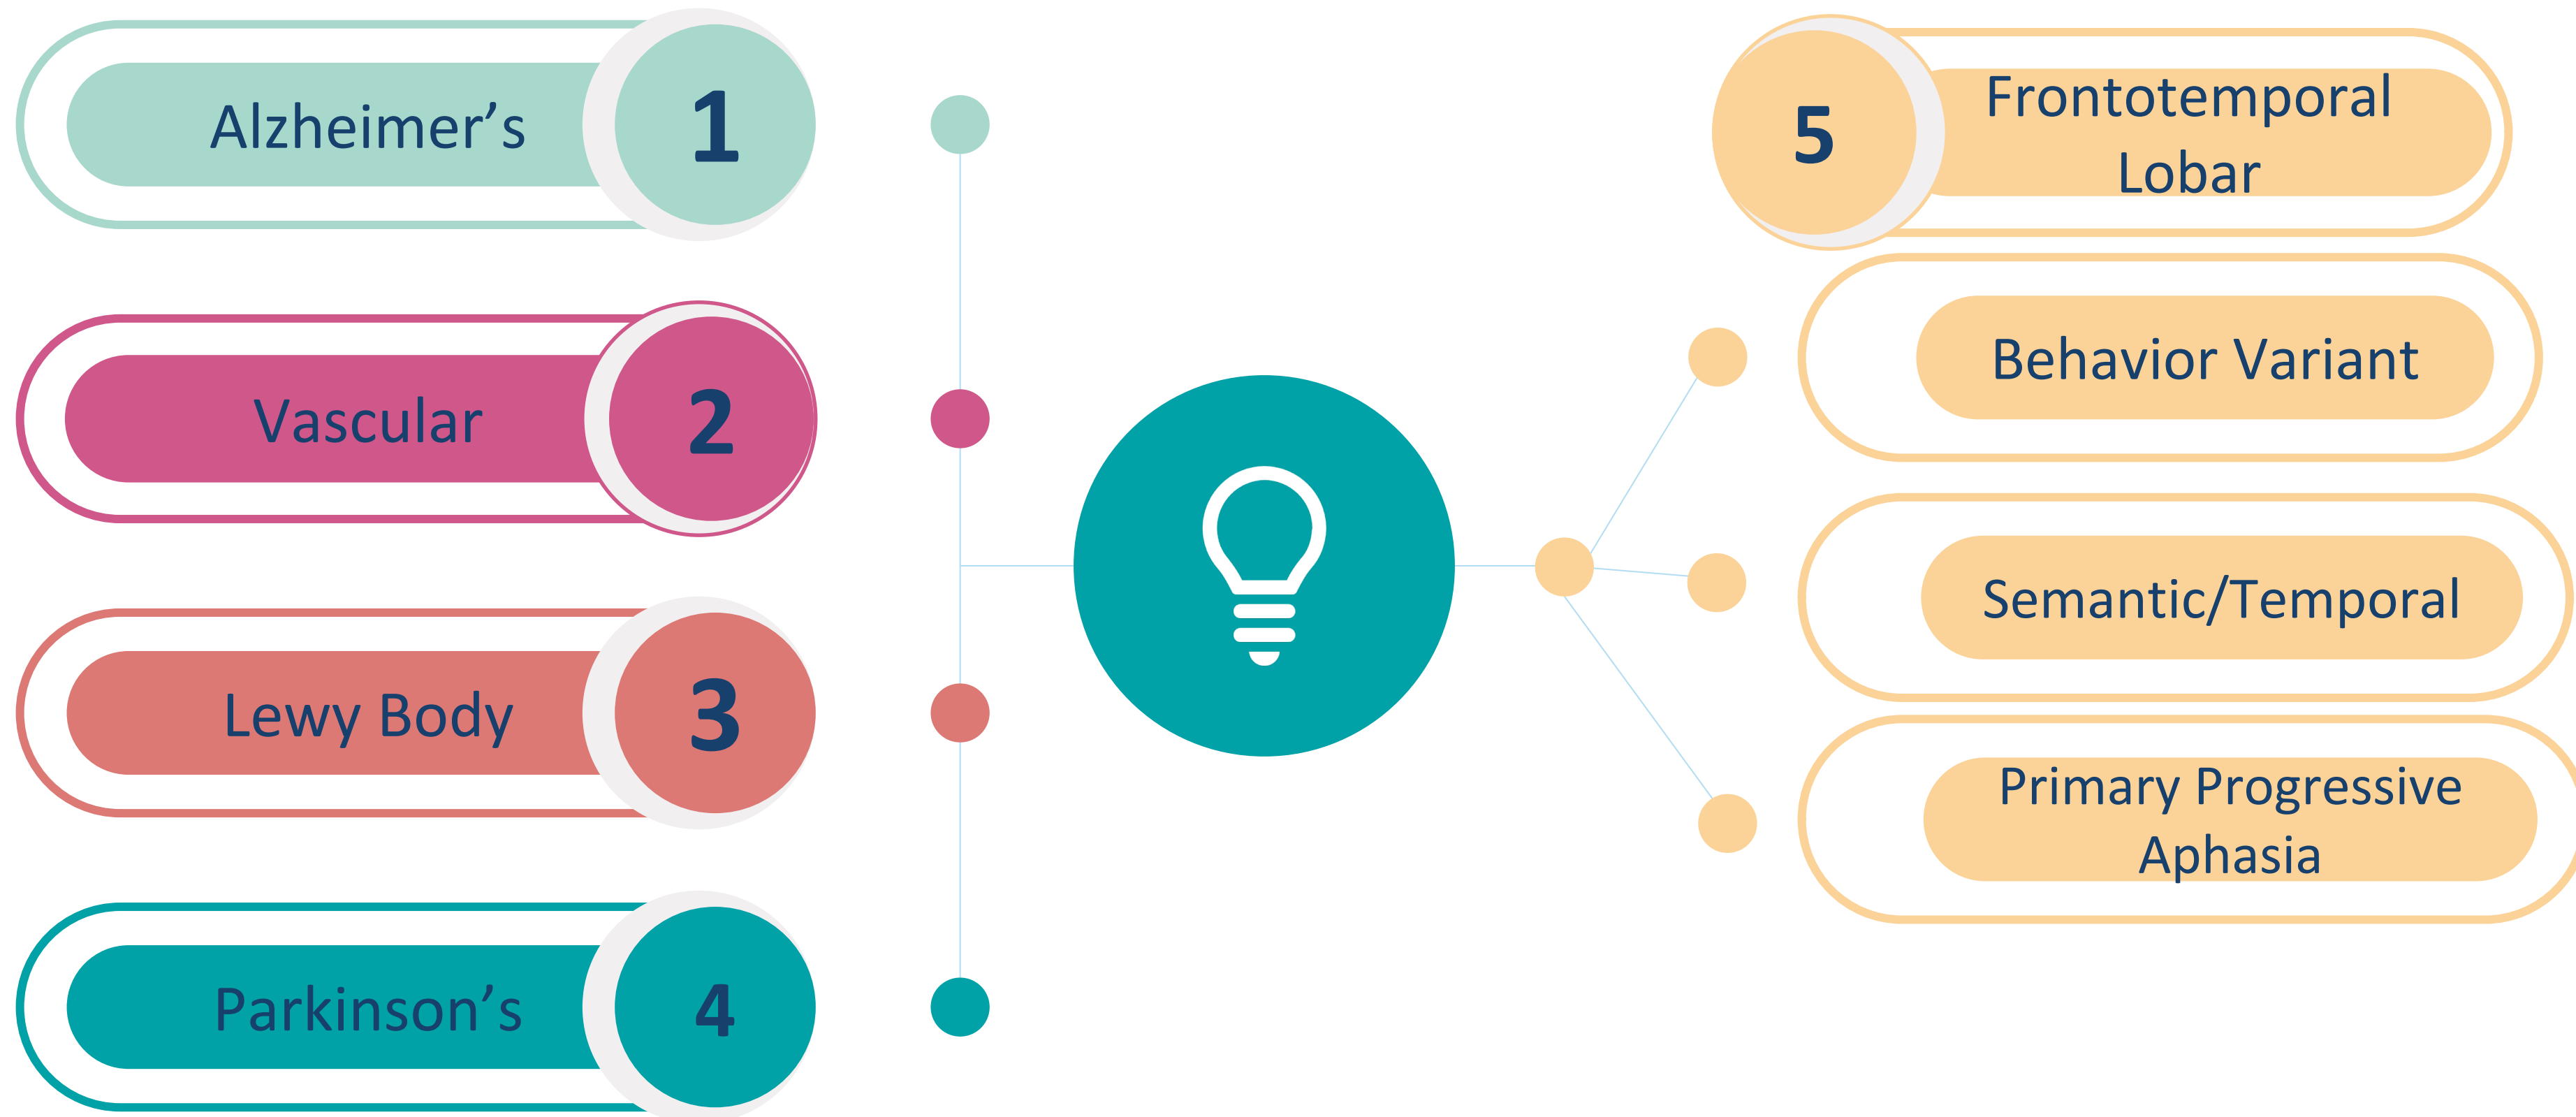 Alzheimer’s
1
Vascular
2
Lewy Body
3
Parkinson’s
4
5
Frontotemporal
Lobar
Behavior Variant
Semantic/Temporal
Primary Progressive
Aphasia